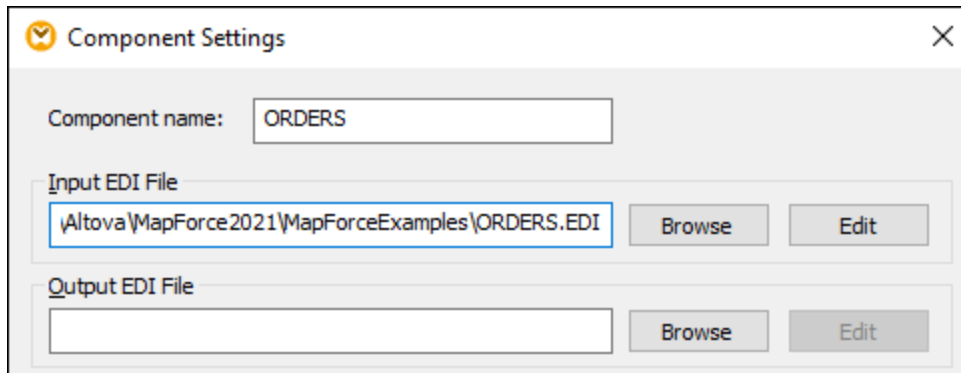 Component Settings
Component name: ORDERS
Input EDI File
\Altova\MapForce2021\MapForceExamples\ORDERS.EDI Browse Edit
Output EDI File
Browse Edit